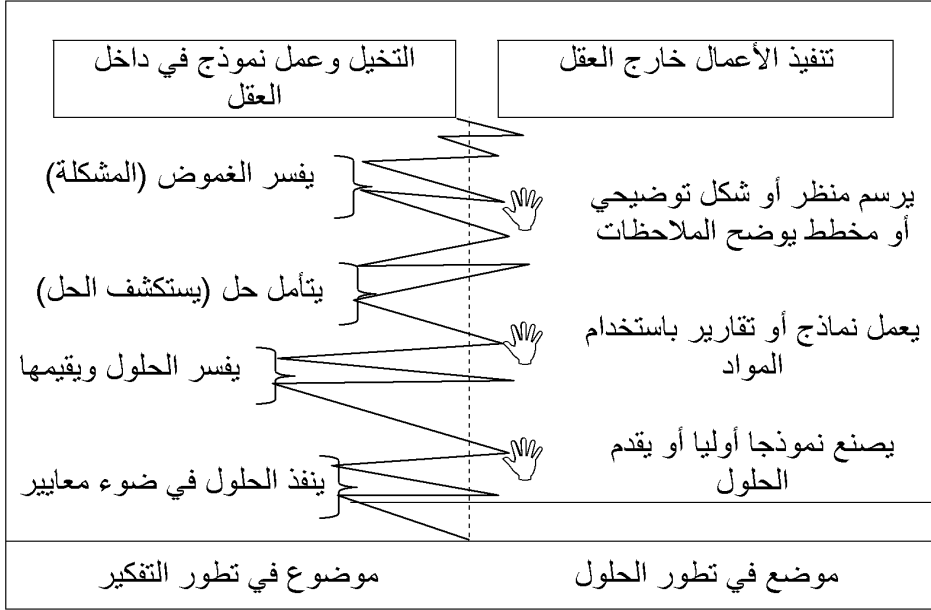 تنفيذ الأعمال خارج العقل
التخيل وعمل نموذج في داخل
العقل
يفسر الغموض (المشكلة)
يرسم منظر أو شكل توضيحي
أو مخطط يوضح الملاحظات
يتأمل حل (يستكشف الحل)
يعمل نماذج أو تقارير باستخدام
المواد
يفسر الحلول ويقيمها
يصنع نموذجا أوليا أو يقدم
الحلول
ينفذ الحلول في ضوء معايير
موضع في تطور الحلول
موضوع في تطور التفكير